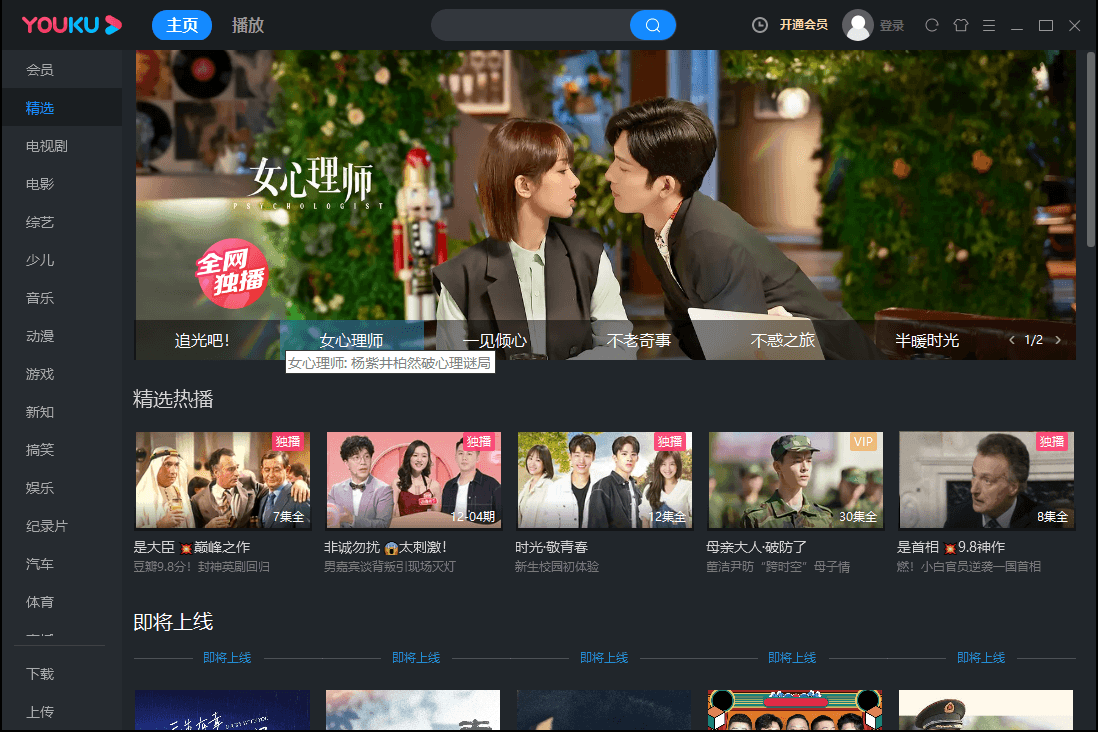 YOUKU
主页
播放
开通会员
登录
会员
精选
电视剧
电影
综艺
少儿
音乐
动漫
游戏
新知
搞笑
娱乐
纪录片
汽车
体育
下载
上传
女心理师
PSYCHOLOGIST
全网
独播
追光吧!
女心理师
一见倾心
不老奇事
不惑之旅
半暖时光
1/2
女心理师: 杨紫井柏然破心理谜局
精选热播
独播
7集全
是大臣 💥巅峰之作
豆瓣9.8分！封神英剧回归
独播
12-04期
非诚勿扰 😱太刺激!
男嘉宾谈背叛引现场灭灯
独播
12集全
时光·敬青春
新生校园初体验
VIP
30集全
母亲大人·破防了
董洁尹昉“跨时空”母子情
独播
8集全
是首相 💥9.8神作
燃！小白官员逆袭一国首相
即将上线
即将上线
即将上线
即将上线
即将上线
即将上线